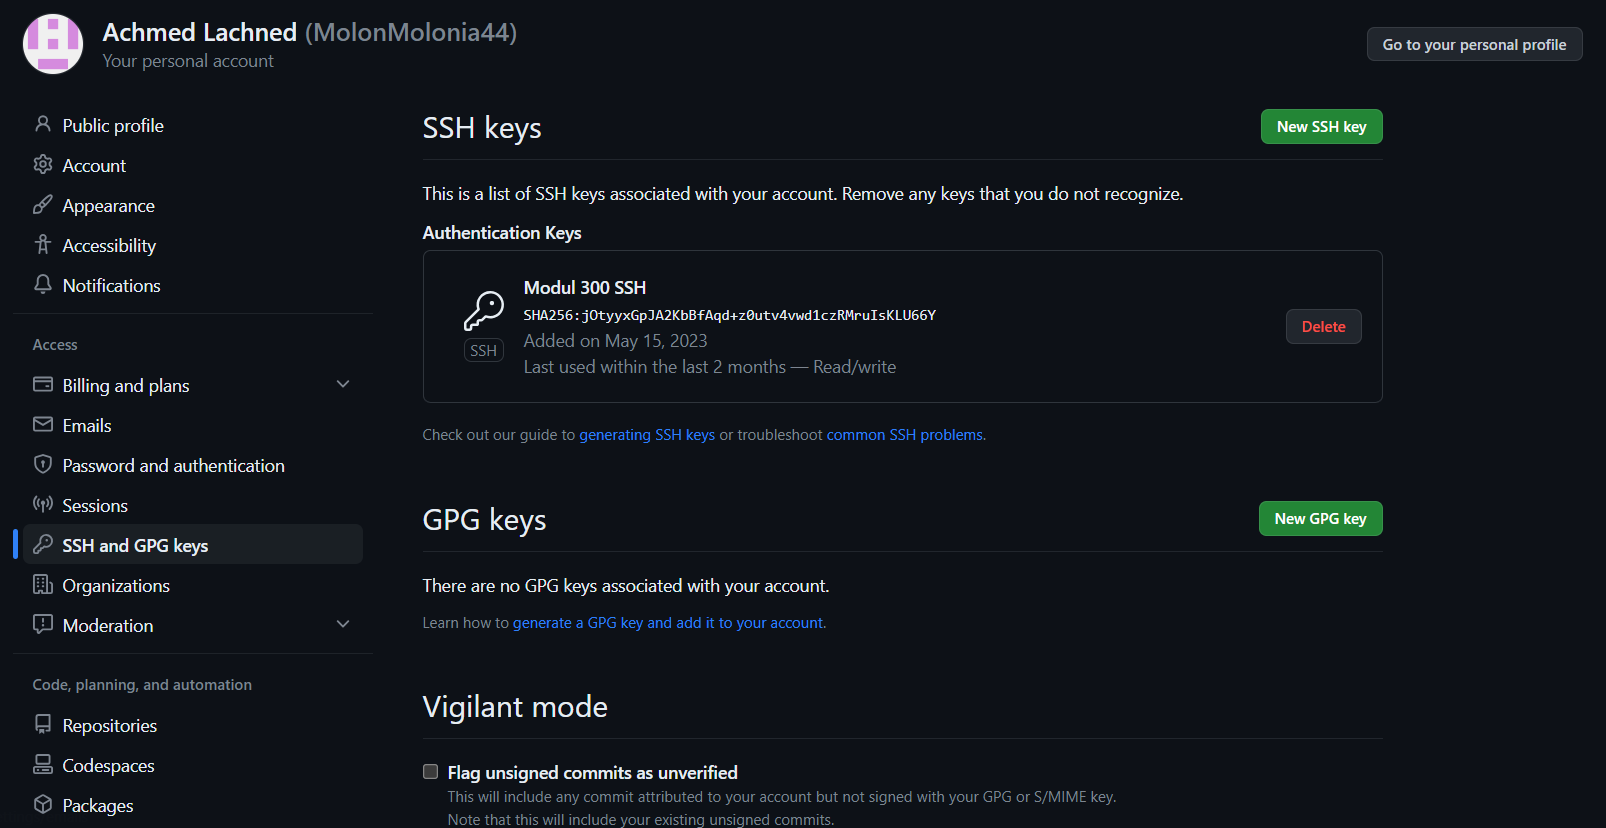 Achmed Lachned (MolonMolonia44)
Your personal account
Go to your personal profile
Public profile
Account
Appearance
Accessibility
Notifications
Access
Billing and plans
Emails
Password and authentication
Sessions
SSH and GPG keys
Organizations
Moderation
Code, planning, and automation
Repositories
Codespaces
Packages
SSH keys
New SSH key
This is a list of SSH keys associated with your account. Remove any keys that you do not recognize.
Authentication Keys
Modul 300 SSH
SHA256:jOtyyxGpJA2KbBfAqd+z0utv4vwd1czRMruIsKLU66Y
Added on May 15, 2023
Last used within the last 2 months — Read/write
SSH
Delete
Check out our guide to generating SSH keys or troubleshoot common SSH problems.
GPG keys
New GPG key
There are no GPG keys associated with your account.
Learn how to generate a GPG key and add it to your account.
Vigilant mode
Flag unsigned commits as unverified
This will include any commit attributed to your account but not signed with your GPG or S/MIME key.
Note that this will include your existing unsigned commits.